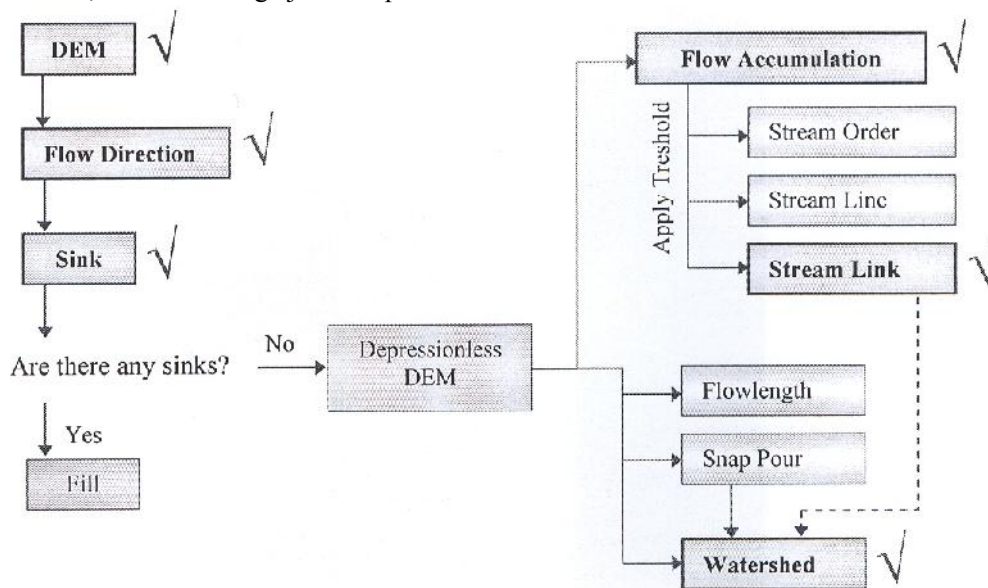 DEM
Flow Direction
Sink
Are there any sinks?
Yes
Fill
No
Depressionless
DEM
Flow Accumulation
Apply Treshold
Stream Order
Stream Line
Stream Link
Flowlength
Snap Pour
Watershed